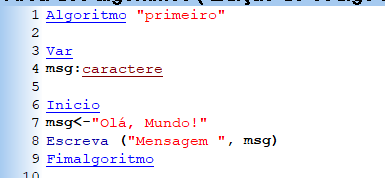 1 Algoritmo "primeiro"
2
3 Var
4 msg:caractere
5
6 Inicio
7 msg<-"Olá, Mundo!"
8 Escreva ("Mensagem ", msg)
9 Fimalgoritmo
10